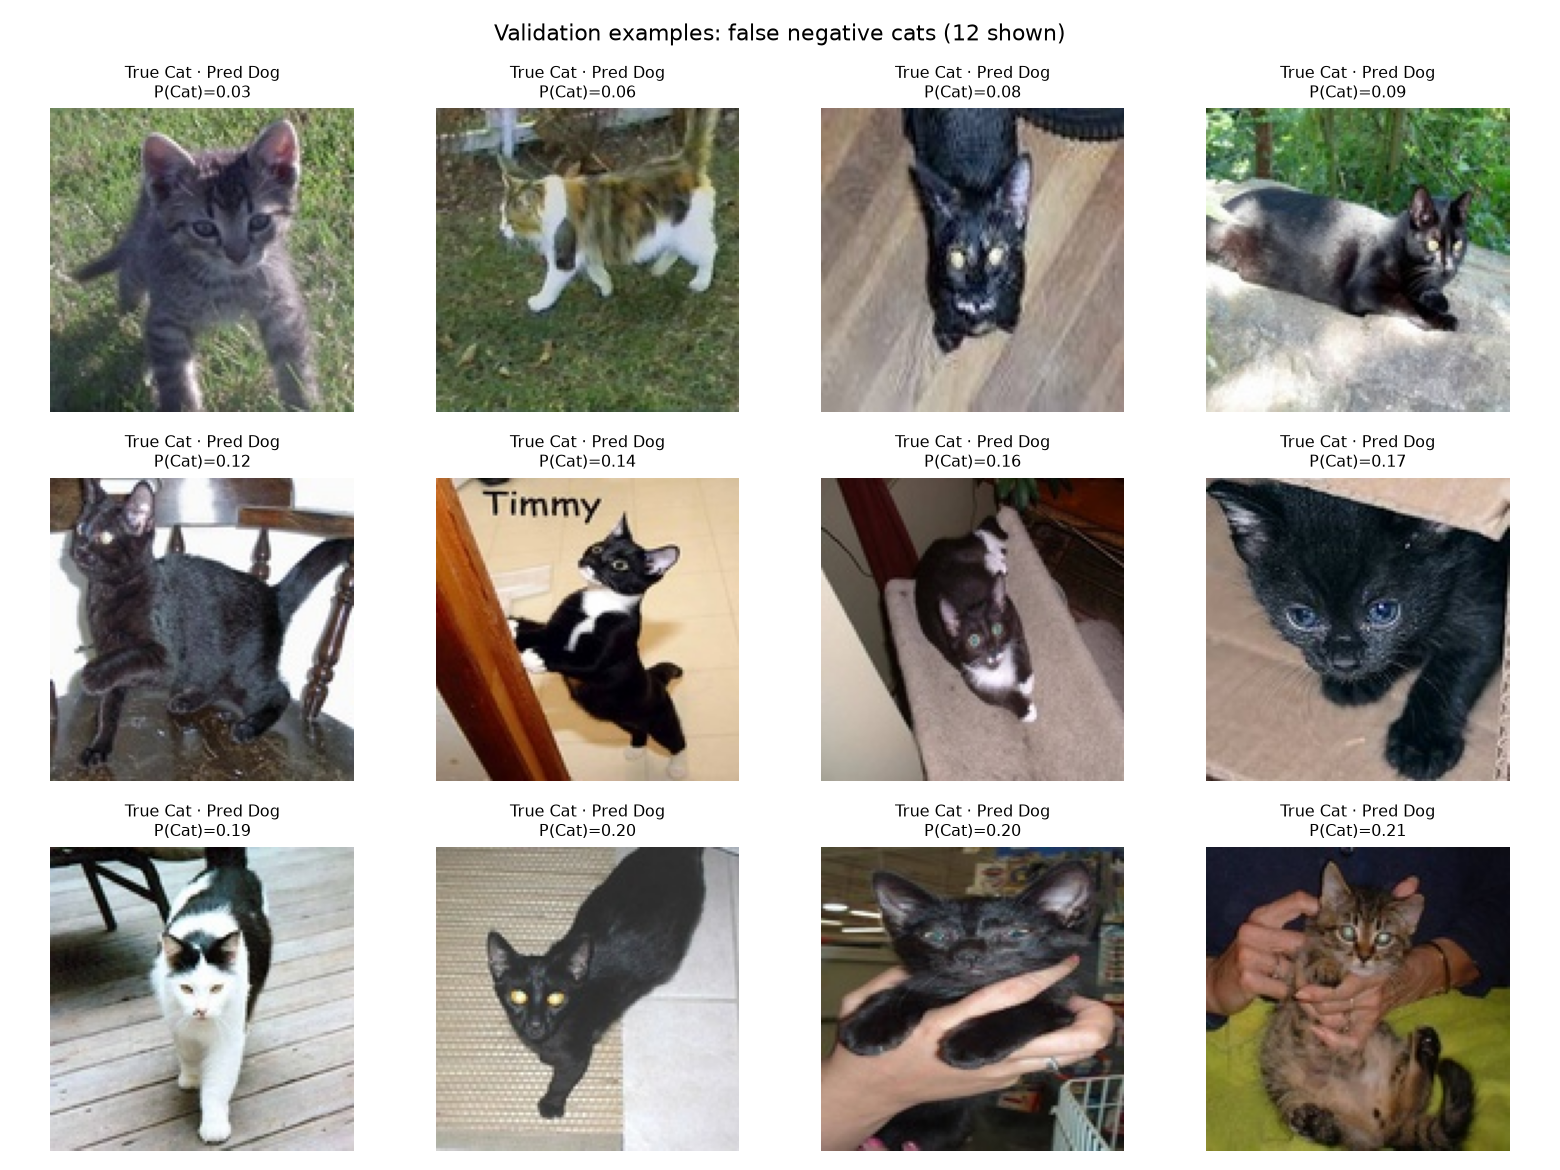 Validation examples: false negative cats (12 shown)
True Cat · Pred Dog
P(Cat)=0.03
True Cat · Pred Dog
P(Cat)=0.06
True Cat · Pred Dog
P(Cat)=0.08
True Cat · Pred Dog
P(Cat)=0.09
True Cat · Pred Dog
P(Cat)=0.12
True Cat · Pred Dog
P(Cat)=0.14
Timmy
True Cat · Pred Dog
P(Cat)=0.16
True Cat · Pred Dog
P(Cat)=0.17
True Cat · Pred Dog
P(Cat)=0.19
True Cat · Pred Dog
P(Cat)=0.20
True Cat · Pred Dog
P(Cat)=0.20
True Cat · Pred Dog
P(Cat)=0.21